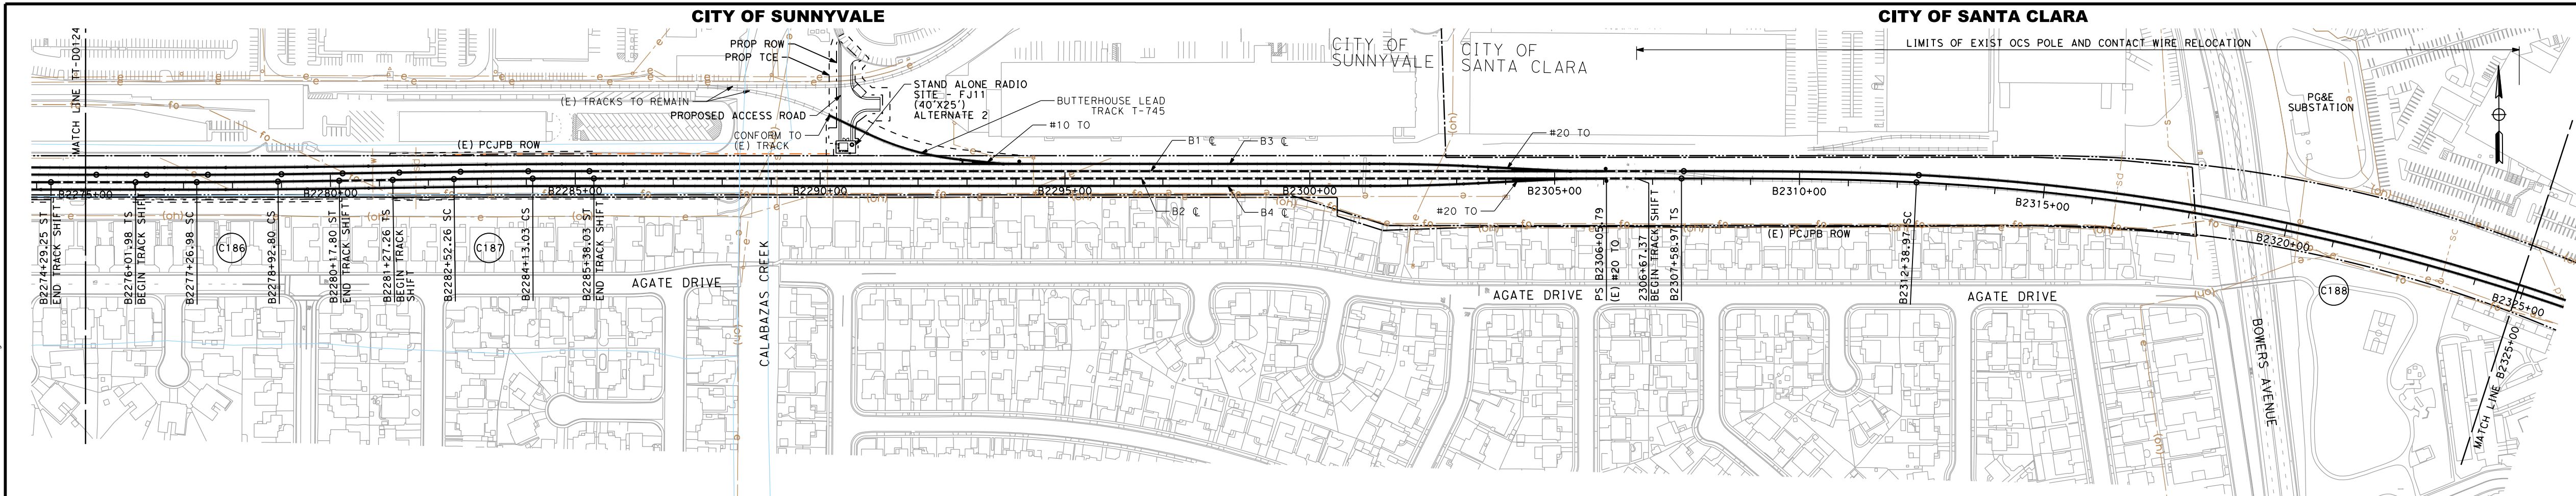 CITY OF SUNNYVALE
CITY OF SANTA CLARA
MATCH LINE 11-D0124
PROP ROW
PROP TCE
(E) TRACKS TO REMAIN
PROPOSED ACCESS ROAD
CONFORM TO
(E) TRACK
STAND ALONE RADIO
SITE - FJ11
(40'X25')
ALTERNATE 2
BUTTERHOUSE LEAD
TRACK T-745
#10 TO
B1 ℄
B3 ℄
#20 TO
CITY OF
SUNNYVALE
CITY OF
SANTA CLARA
LIMITS OF EXIST OCS POLE AND CONTACT WIRE RELOCATION
PG&E
SUBSTATION
(E) PCJPB ROW
B2275+00
B2280+00
B2285+00
B2290+00
B2295+00
B2300+00
B2305+00
B2310+00
B2315+00
B2320+00
B2325+00
B2 ℄
B4 ℄
#20 TO
(E) PCJPB ROW
B2274+29.25 ST
END TRACK SHIFT
B2276+01.98 TS
BEGIN TRACK SHIFT
B2277+26.98 SC
C186
B2278+92.80 CS
B2280+17.80 ST
END TRACK SHIFT
B2281+27.26 TS
BEGIN TRACK
SHIFT
B2282+52.26 SC
C187
B2284+13.03 CS
B2285+38.03 ST
END TRACK SHIFT
AGATE DRIVE
CALABAZAS CREEK
AGATE DRIVE
PS B2306+05.79
(E) #20 TO
2306+67.37
BEGIN TRACK SHIFT
B2307+58.97 TS
B2312+38.97 SC
AGATE DRIVE
BOWERS AVENUE
C188
MATCH LINE B2325+00